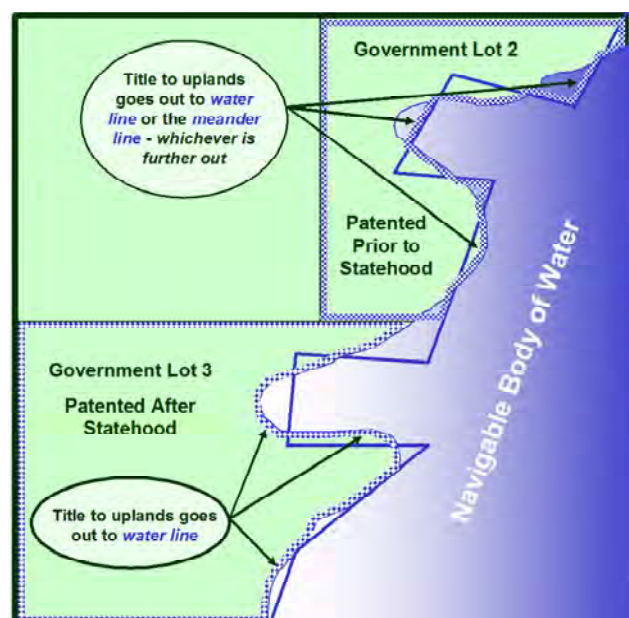 Government Lot 2
Title to uplands
goes out to water
line or the meander
line - whichever is
further out
Patented
Prior to
Statehood
Navigable Body of Water
Government Lot 3
Patented After
Statehood
Title to uplands goes
out to water line